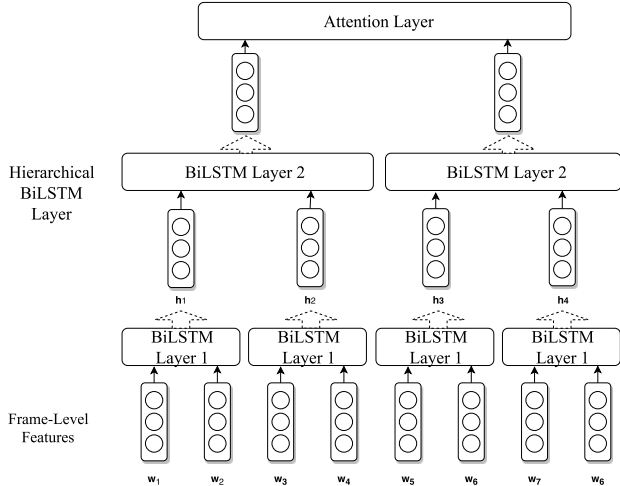 Attention Layer
Hierarchical
BiLSTM
Layer
BiLSTM Layer 2
BiLSTM Layer 2
h1
h2
h3
h4
BiLSTM
Layer 1
BiLSTM
Layer 1
BiLSTM
Layer 1
BiLSTM
Layer 1
Frame-Level
Features
w1
w2
w3
w4
w5
w6
w7
w6